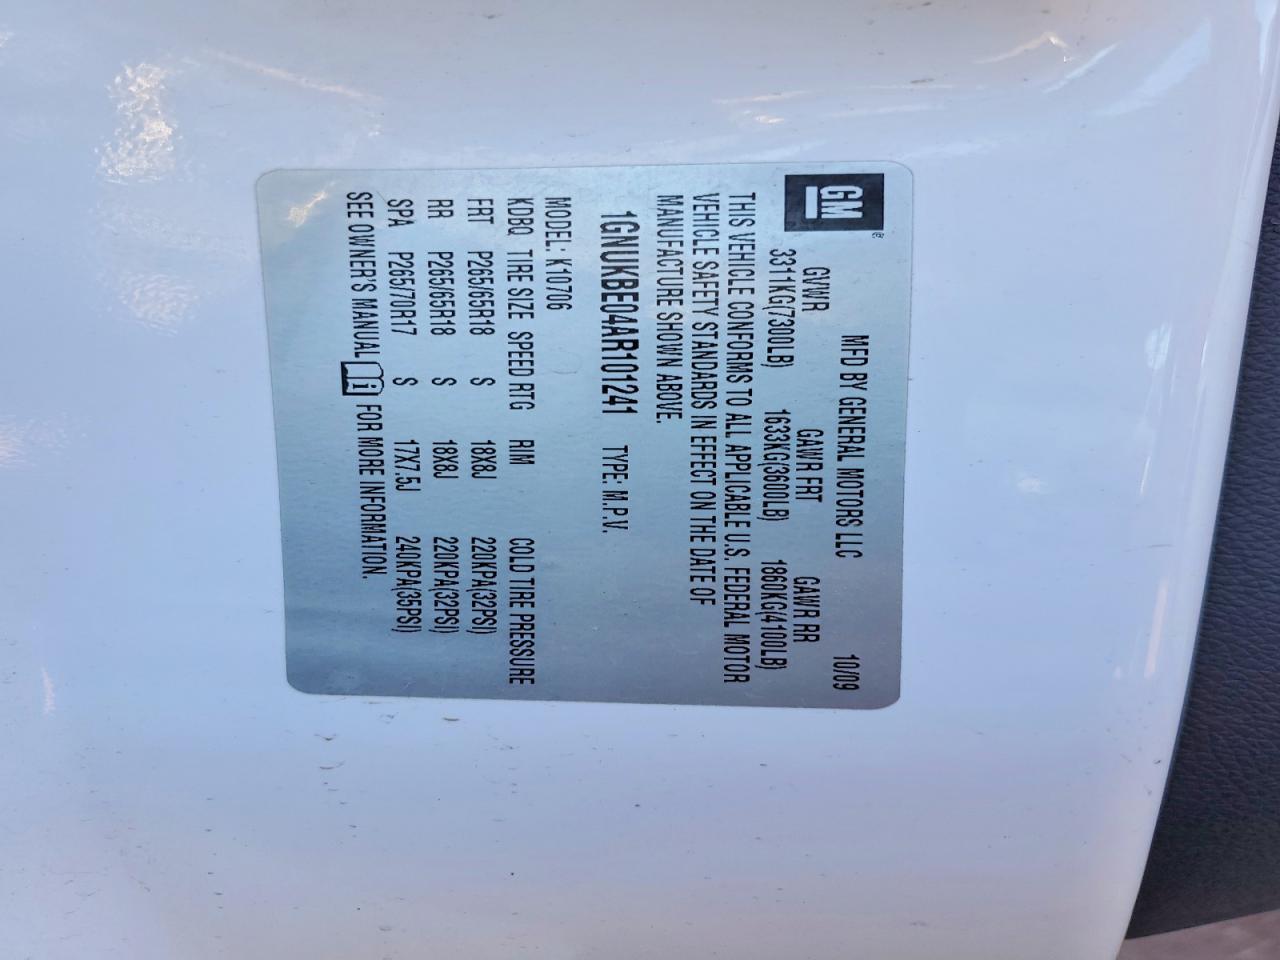 GM
MFD BY GENERAL MOTORS LLC 10/09
GVWR GAWR FRT GAWR RR
3311KG(7300LB) 1633KG(3600LB) 1860KG(4100LB)
THIS VEHICLE CONFORMS TO ALL APPLICABLE U.S. FEDERAL MOTOR
VEHICLE SAFETY STANDARDS IN EFFECT ON THE DATE OF
MANUFACTURE SHOWN ABOVE.
1GNUKBE04AR101241 TYPE: M.P.V.
MODEL: K10706
KDBQ TIRE SIZE SPEED RTG RIM COLD TIRE PRESSURE
FRT P265/65R18 S 18X8J 220KPA(32PSI)
RR P265/65R18 S 18X8J 220KPA(32PSI)
SPA P265/70R17 S 17X7.5J 240KPA(35PSI)
SEE OWNER'S MANUAL FOR MORE INFORMATION.